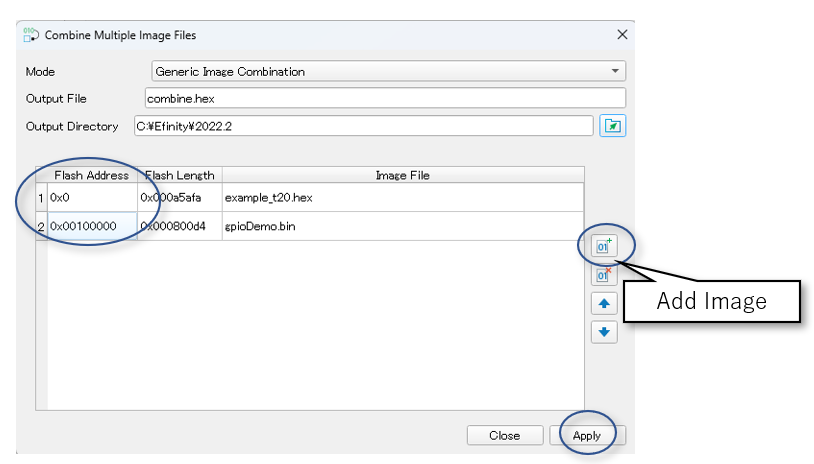 Combine Multiple Image Files
Mode Generic Image Combination
Output File combine.hex
Output Directory C:¥Efinity¥2022.2
Flash Address Flash Length Image File
1 0x0 0x000a5afa example_t20.hex
2 0x00100000 0x000800d4 gpioDemo.bin
Add Image
Close Apply